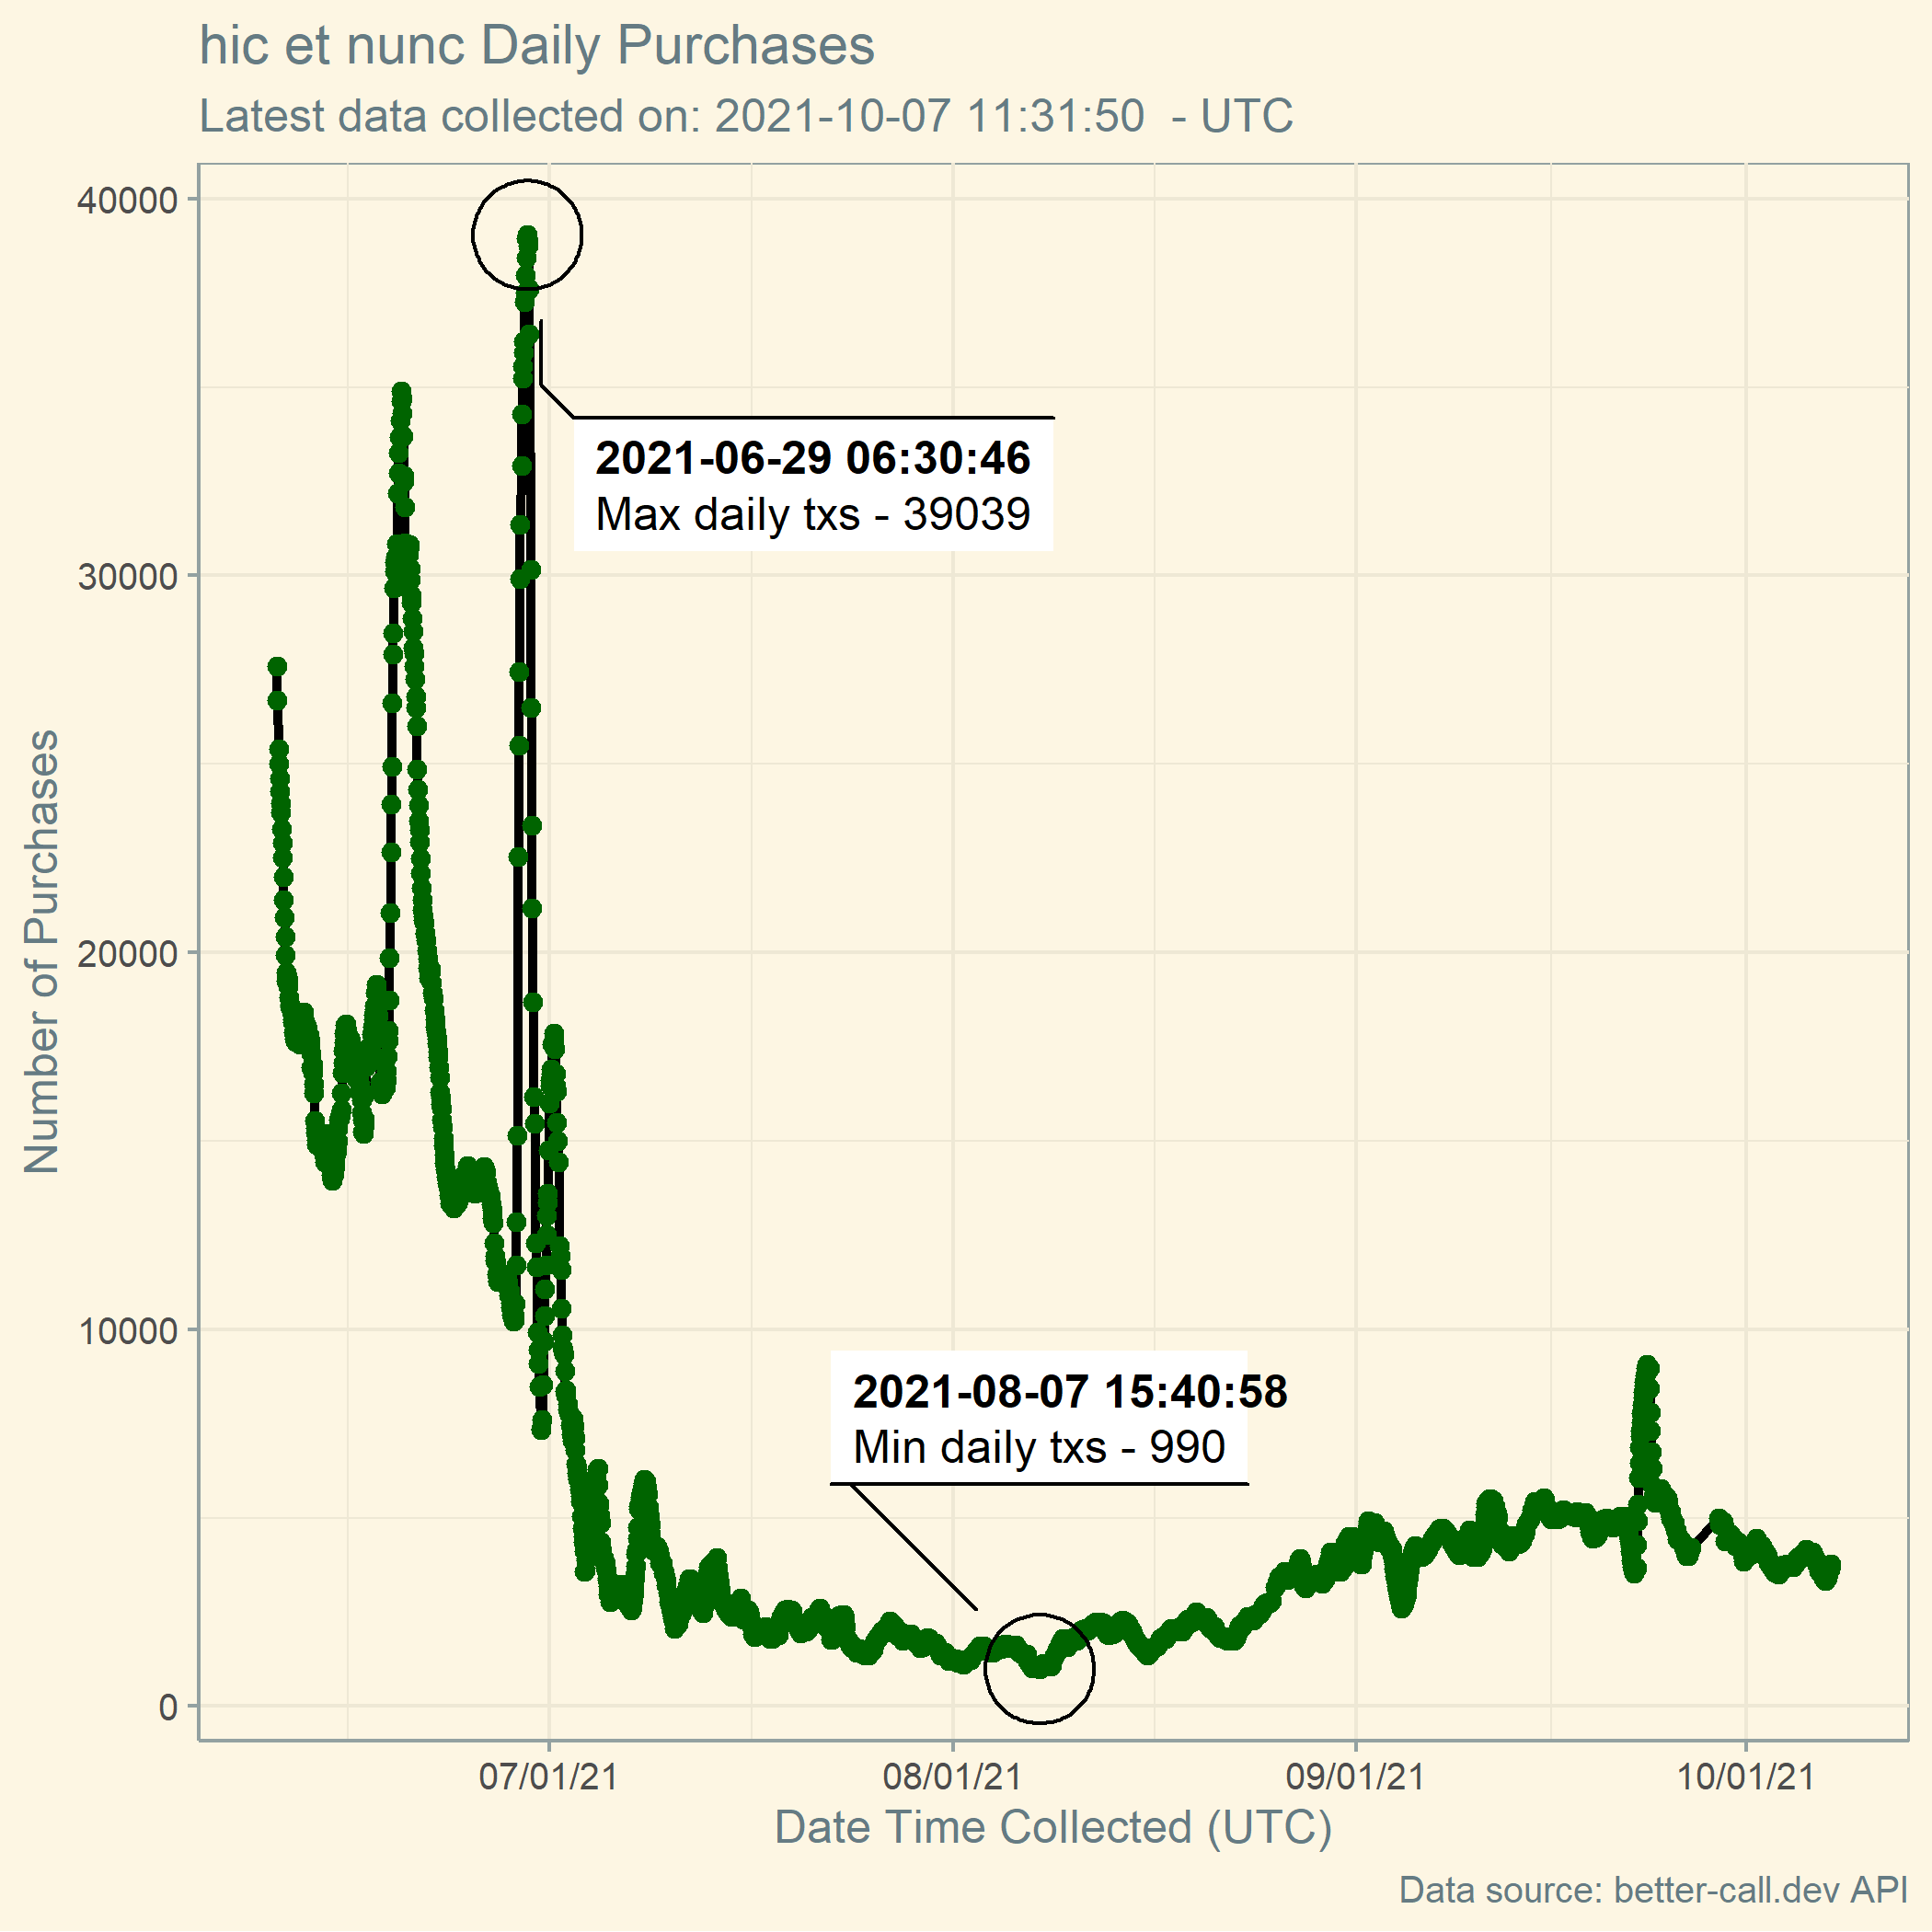 hic et nunc Daily Purchases
Latest data collected on: 2021-10-07 11:31:50 - UTC
40000
30000
20000
10000
0
Number of Purchases
2021-06-29 06:30:46
Max daily txs - 39039
2021-08-07 15:40:58
Min daily txs - 990
07/01/21
08/01/21
09/01/21
10/01/21
Date Time Collected (UTC)
Data source: better-call.dev API